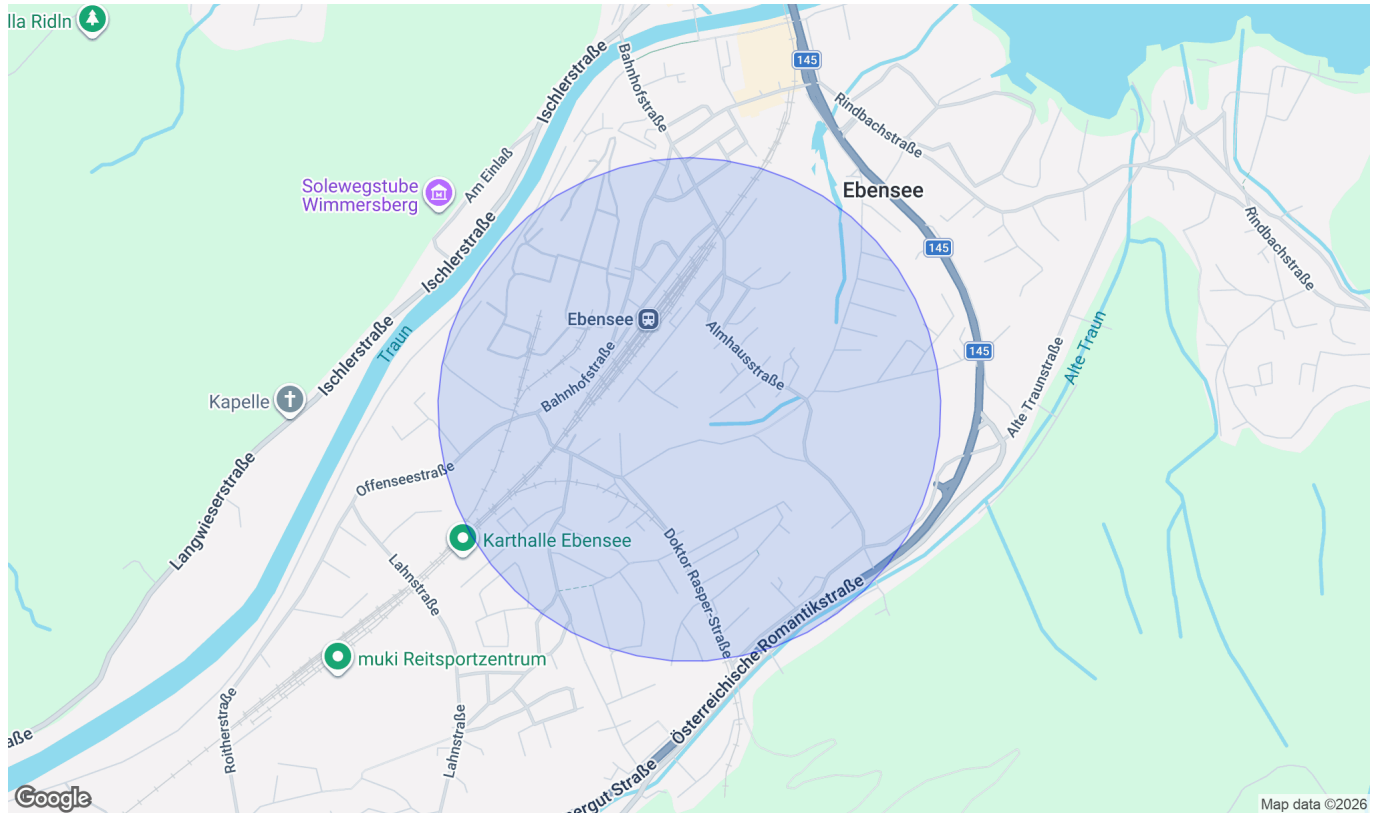 lla Ridln
145
Ischlerstraße
Bahnhofstraße
Rindbachstraße
Am Einlaß
Solewegstube
Wimmersberg
Ebensee
Ischlerstraße
145
Rindbachstraße
Ebensee
Traun
Ischlerstraße
Almhausstraße
145
Alte Traun
Bahnhofstraße
Kapelle
Alte Traunstraße
Offenseestraße
Langwieserstraße
Karthalle Ebensee
Lahnstraße
Doktor Rasper-Straße
muki Reitsportzentrum
Österreichische Romantikstraße
Roitherstraße
Lahnstraße
aße
ergut Straße
Google
Map data ©2026